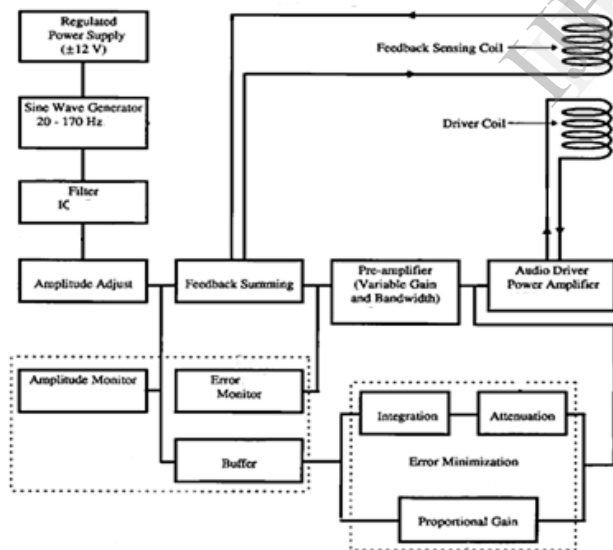 Regulated
Power Supply
(±12 V)
Feedback Sensing Coil
Sine Wave Generator
20 - 170 Hz
Driver Coil
Filter
Amplitude Adjust
Feedback Summing
Pre-amplifier
(Variable Gain
and Bandwidth)
Audio Driver
Power Amplifier
Amplitude Monitor
Error
Monitor
Buffer
Integration
Attenuation
Error Minimization
Proportional Gain